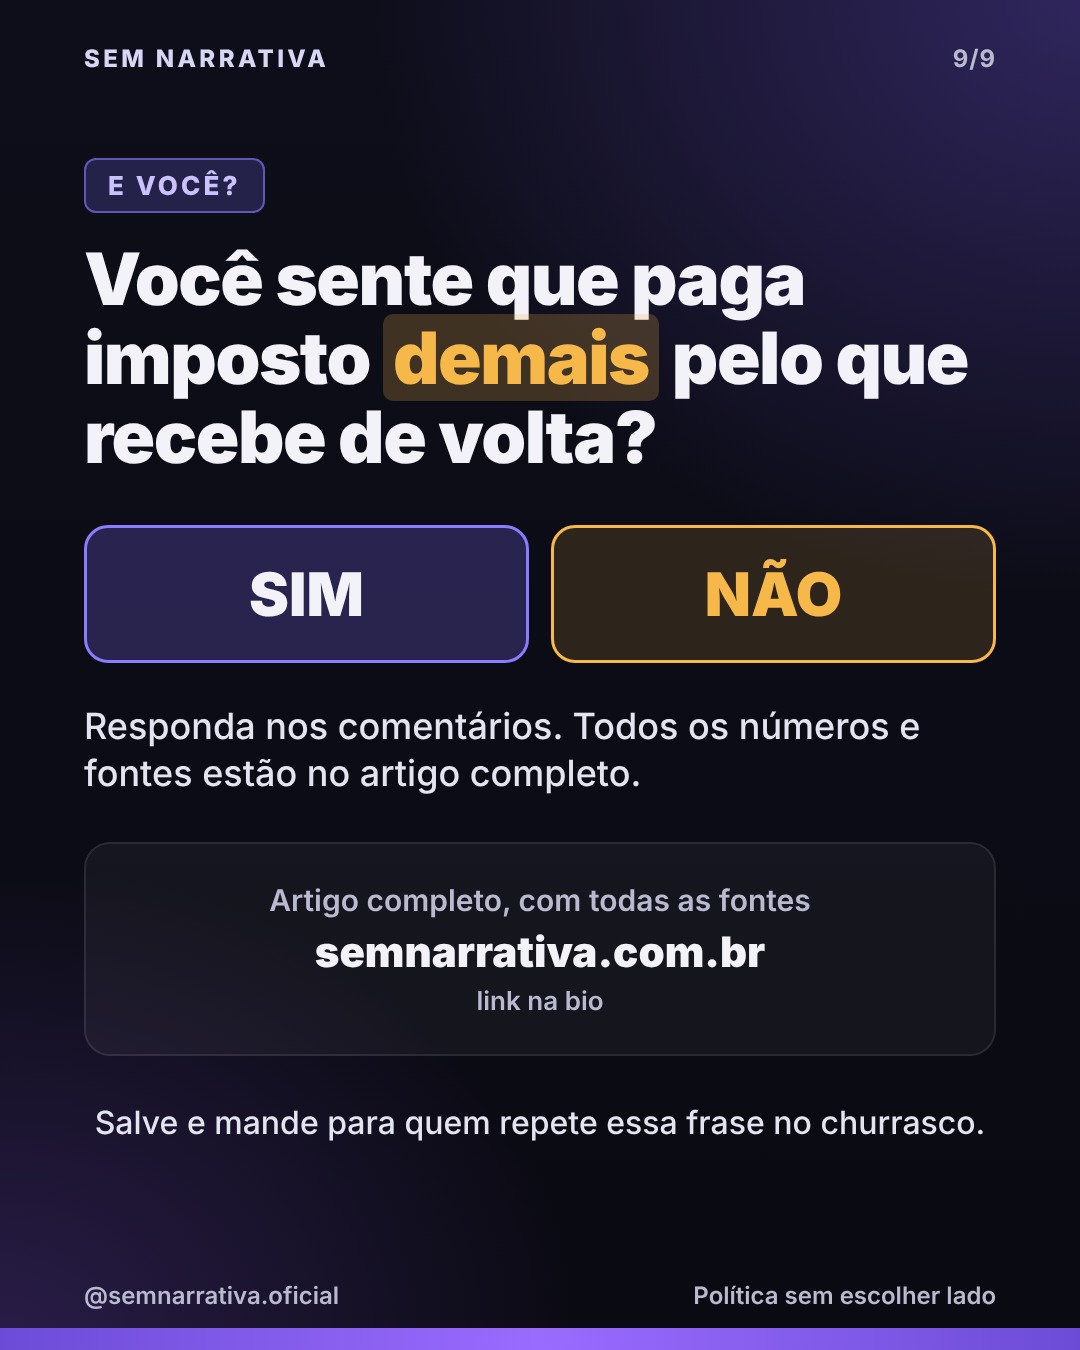 SEM NARRATIVA
9/9
E VOCÊ?
Você sente que paga
imposto demais pelo que
recebe de volta?
SIM
NÃO
Responda nos comentários. Todos os números e
fontes estão no artigo completo.
Artigo completo, com todas as fontes
semnarrativa.com.br
link na bio
Salve e mande para quem repete essa frase no churrasco.
@semnarrativa.oficial
Política sem escolher lado